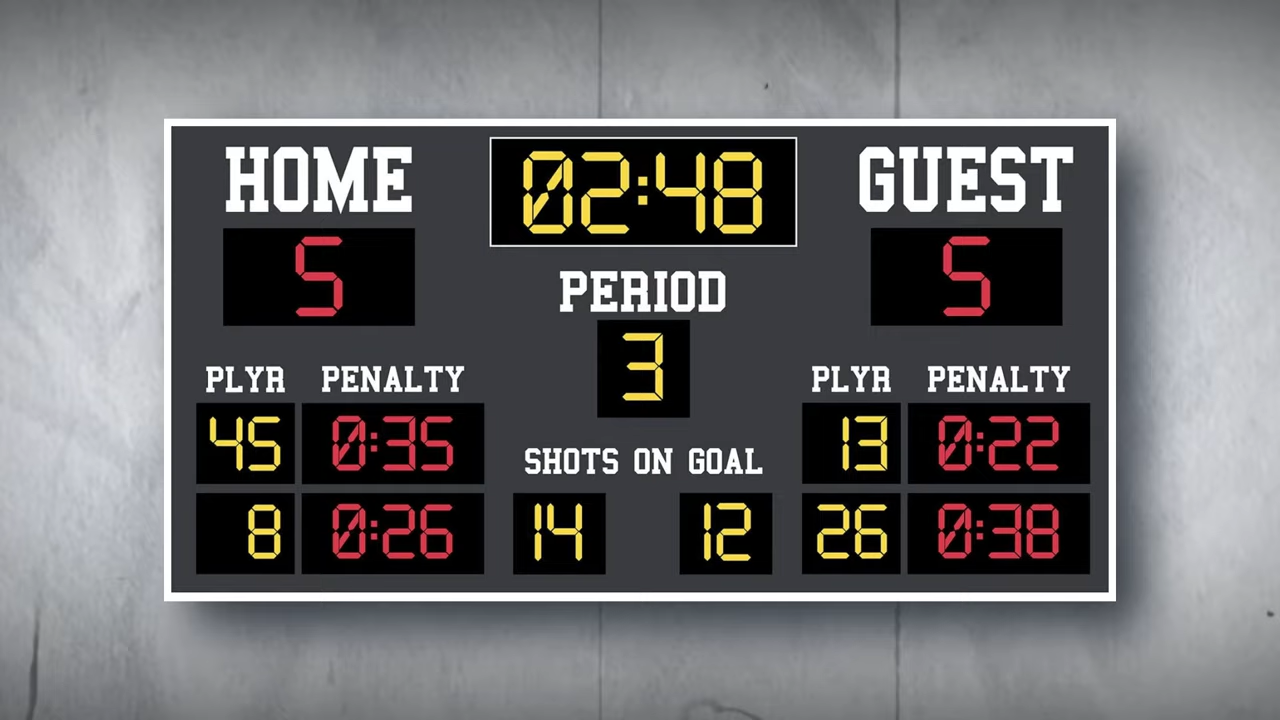 HOME
02:48
GUEST
5
5
PERIOD
3
PLYR PENALTY
PLYR PENALTY
45 0:35
13 0:22
SHOTS ON GOAL
8 0:26
14 12
26 0:38